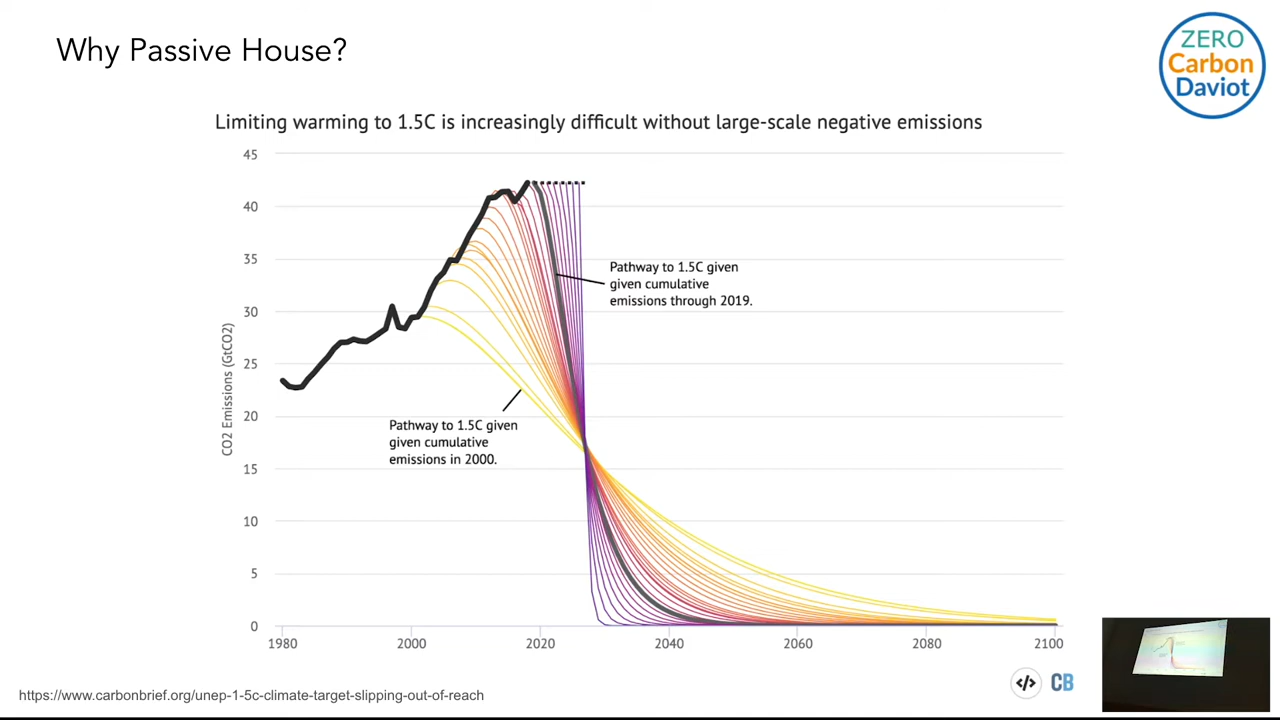 Why Passive House?
ZERO
Carbon
Daviot
Limiting warming to 1.5C is increasingly difficult without large-scale negative emissions
45
40
35
30
25
20
15
10
5
0
CO2 Emissions (GtCO2)
Pathway to 1.5C given
given cumulative
emissions through 2019.
Pathway to 1.5C given
given cumulative
emissions in 2000.
1980 2000 2020 2040 2060 2080 2100
</> CB
https://www.carbonbrief.org/unep-1-5c-climate-target-slipping-out-of-reach